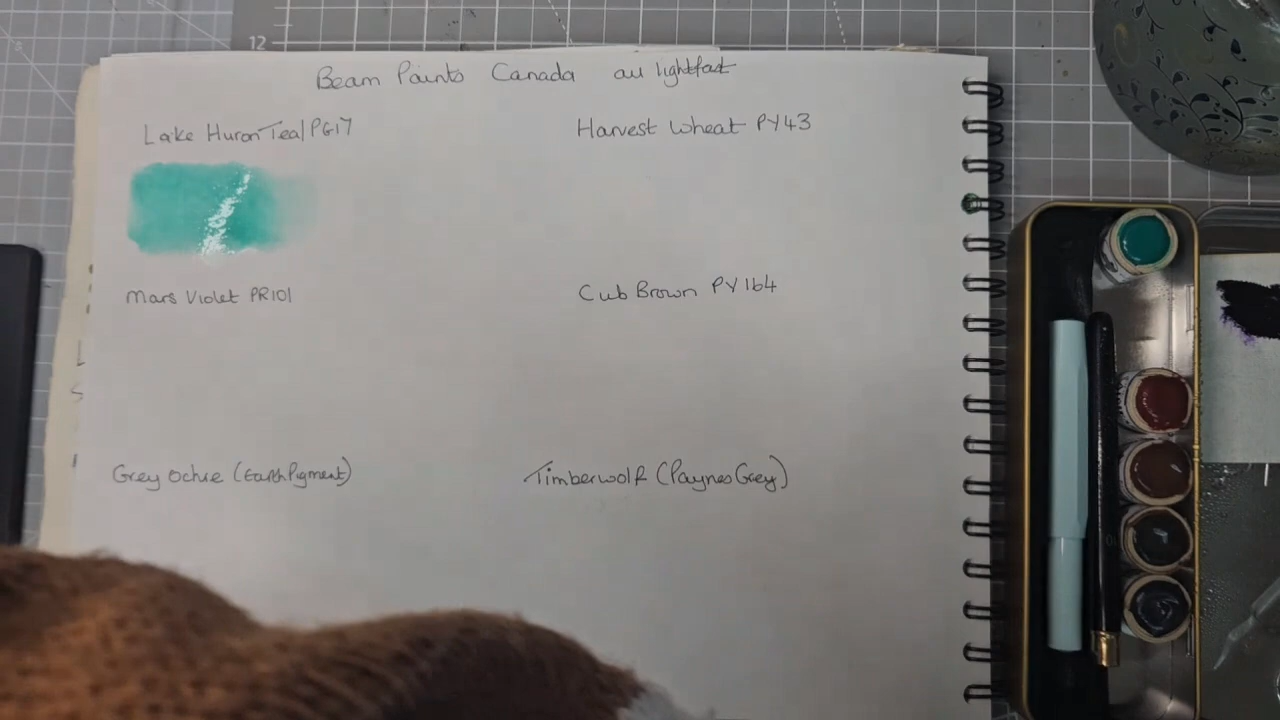 12
Beam Paints Canada all lightfast
Lake Huron Teal PG17
Harvest Wheat PY43
Mars Violet PR101
Cub Brown PY164
Grey Ochre (Earth Pigment)
Timberwolf (Paynes Grey)